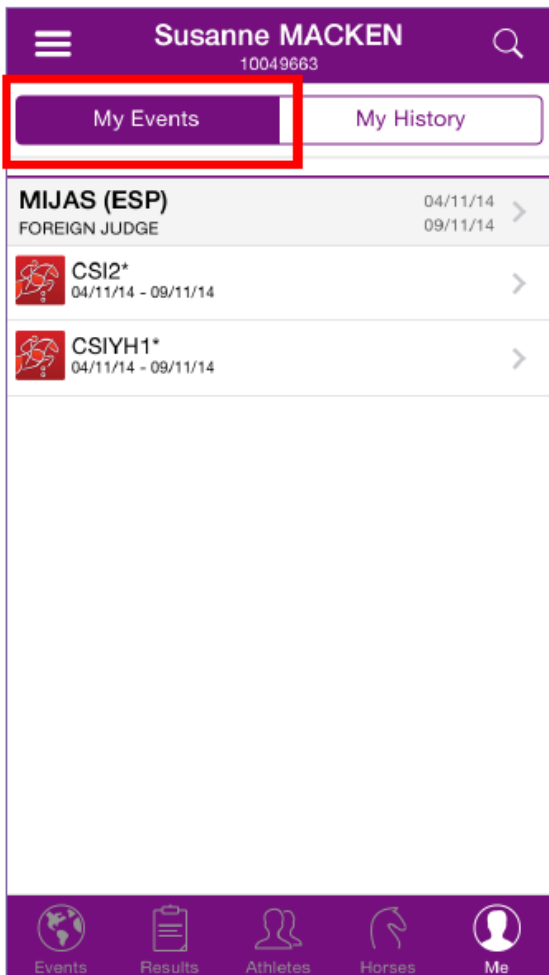 Susanne MACKEN
10049663
My Events My History
MIJAS (ESP) 04/11/14
FOREIGN JUDGE 09/11/14
CSI2*
04/11/14 - 09/11/14
CSIYH1*
04/11/14 - 09/11/14
Events Results Athletes Horses Me